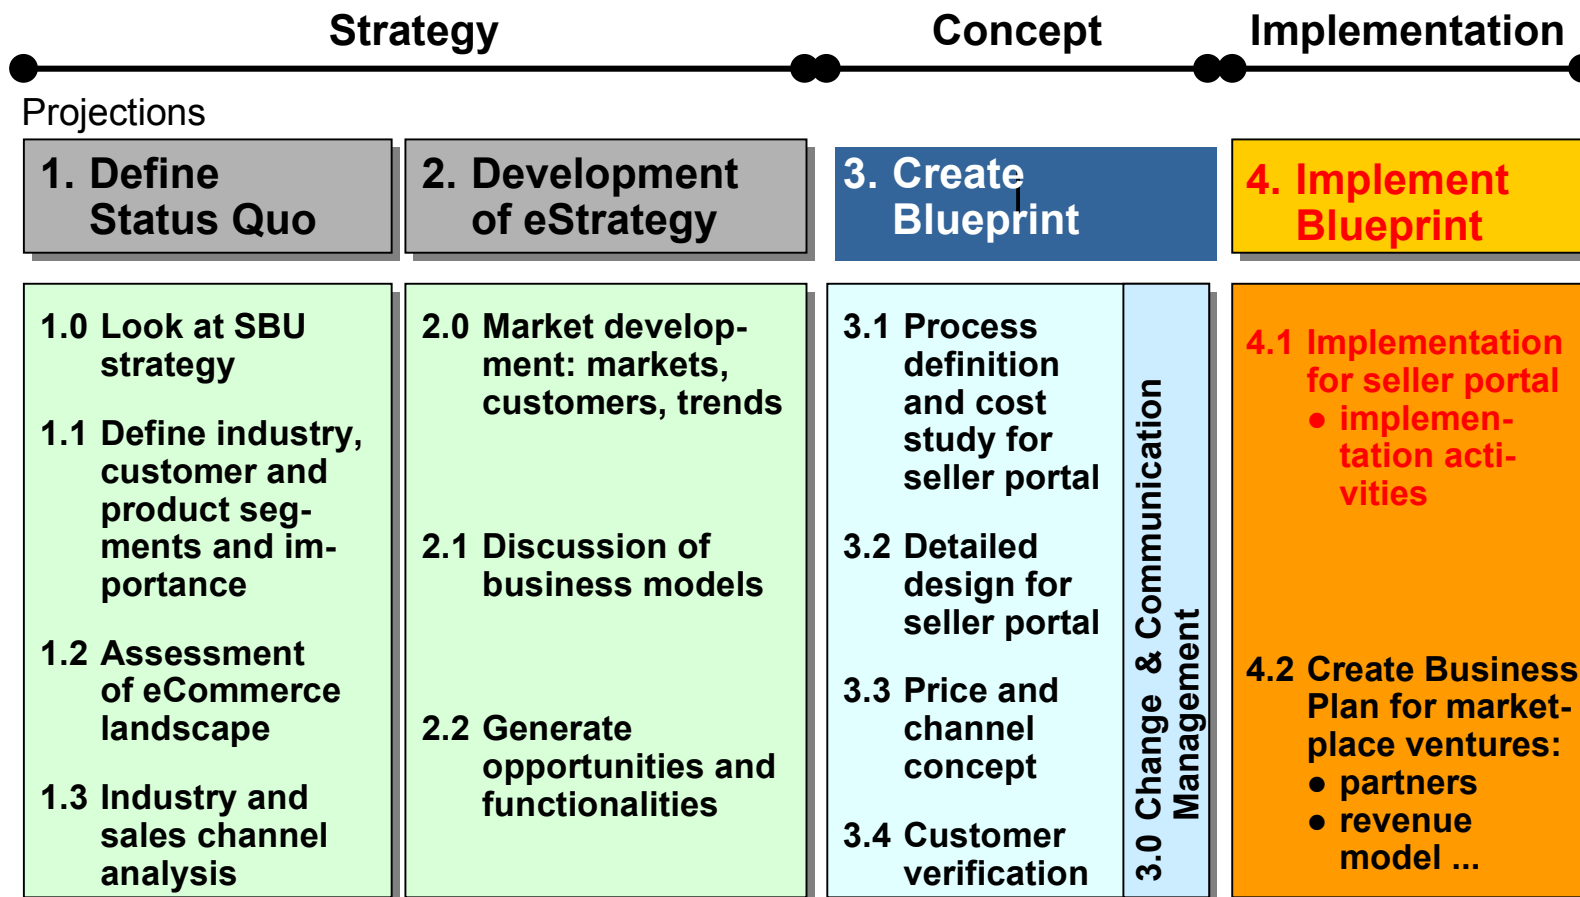 Strategy
Concept
Implementation
Projections
1. Define
Status Quo
2. Development
of eStrategy
3. Create
Blueprint
4. Implement
Blueprint
1.0 Look at SBU
strategy
1.1 Define industry,
customer and
product seg-
ments and im-
portance
1.2 Assessment
of eCommerce
landscape
1.3 Industry and
sales channel
analysis
2.0 Market develop-
ment: markets,
customers, trends
2.1 Discussion of
business models
2.2 Generate
opportunities and
functionalities
3.1 Process
definition
and cost
study for
seller portal
3.2 Detailed
design for
seller portal
3.3 Price and
channel
concept
3.4 Customer
verification
3.0 Change & Communication
Management
4.1 Implementation
for seller portal
● implemen-
tation acti-
vities
4.2 Create Business
Plan for market-
place ventures:
● partners
● revenue
model ...